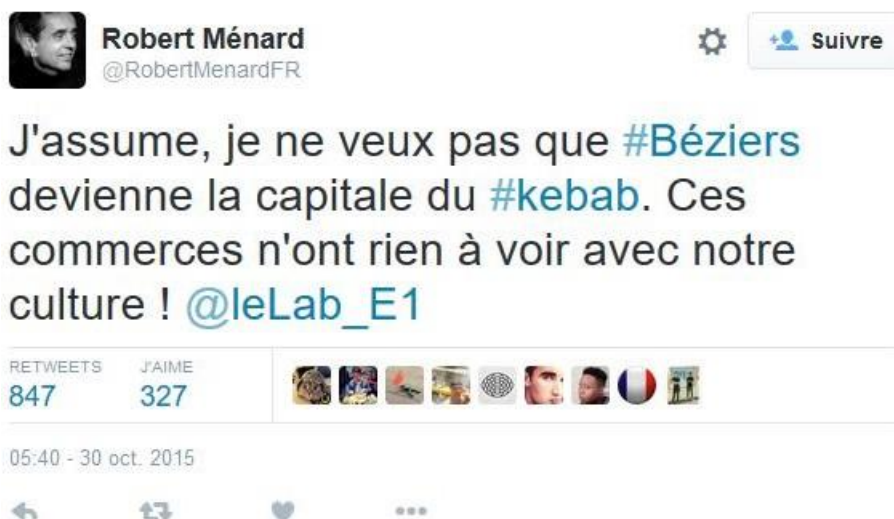 Robert Ménard
@RobertMenardFR
Suivre
J'assume, je ne veux pas que #Béziers
devienne la capitale du #kebab. Ces
commerces n'ont rien à voir avec notre
culture ! @leLab_E1
RETWEETS J'AIME
847 327
05:40 - 30 oct. 2015